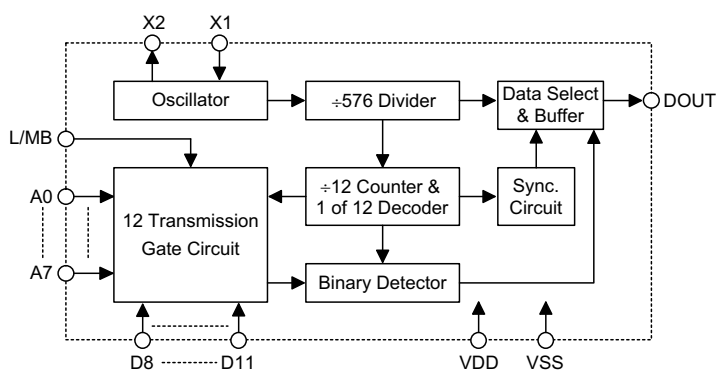 X2 X1
Oscillator
÷576 Divider
Data Select
& Buffer
DOUT
L/MB
A0
A7
12 Transmission
Gate Circuit
÷12 Counter &
1 of 12 Decoder
Sync.
Circuit
Binary Detector
D8 D11 VDD VSS